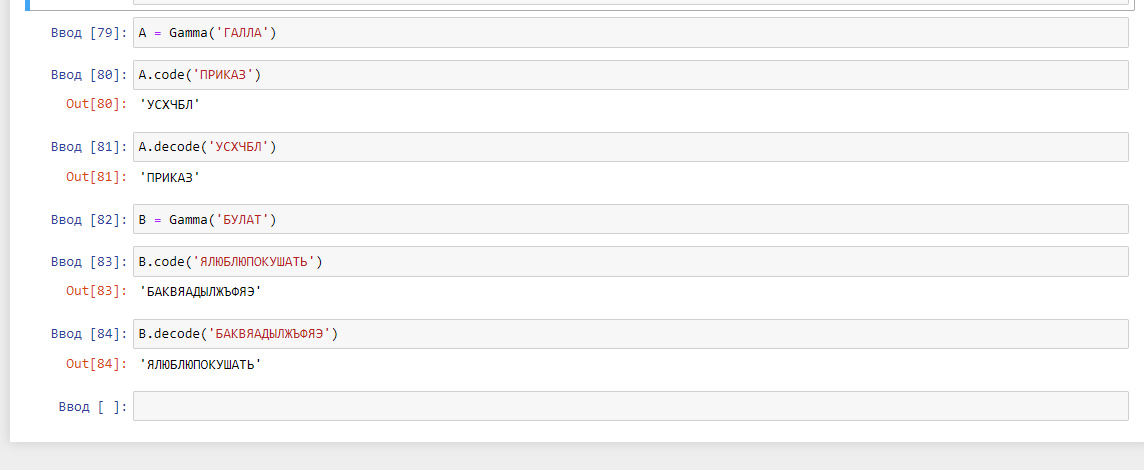 Ввод [79]: A = Gamma('ГАЛЛА')
Ввод [80]: A.code('ПРИКАЗ')
Out[80]: 'УСХЧБЛ'
Ввод [81]: A.decode('УСХЧБЛ')
Out[81]: 'ПРИКАЗ'
Ввод [82]: B = Gamma('БУЛАТ')
Ввод [83]: B.code('ЯЛЮБЛЮПОКУШАТЬ')
Out[83]: 'БАКВЯАДЫЛЖЪФЯЭ'
Ввод [84]: B.decode('БАКВЯАДЫЛЖЪФЯЭ')
Out[84]: 'ЯЛЮБЛЮПОКУШАТЬ'
Ввод [ ]: